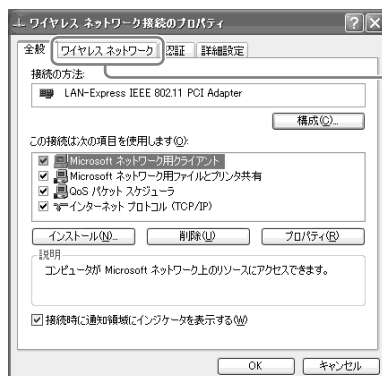 ワイヤレス ネットワーク接続のプロパティ
全般 ワイヤレス ネットワーク 認証 詳細設定
接続の方法:
LAN-Express IEEE 802.11 PCI Adapter
構成(C)...
この接続は次の項目を使用します(O):
Microsoft ネットワーク用クライアント
Microsoft ネットワーク用ファイルとプリンタ共有
QoS パケット スケジューラ
インターネット プロトコル (TCP/IP)
インストール(N)... 削除(U) プロパティ(R)
説明
コンピュータが Microsoft ネットワーク上のリソースにアクセスできます。
接続時に通知領域にインジケータを表示する(W)
OK キャンセル